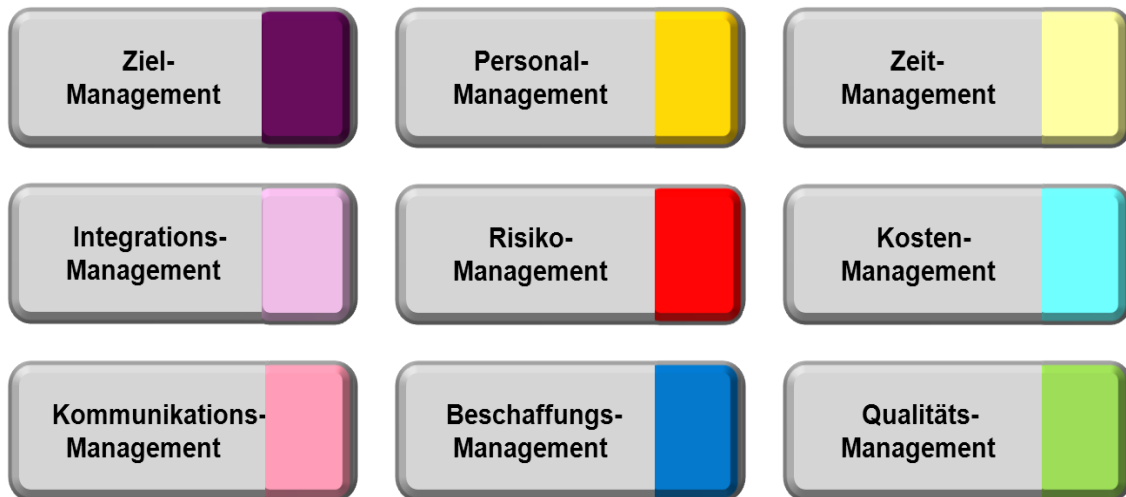 Ziel-
Management
Personal-
Management
Zeit-
Management
Integrations-
Management
Risiko-
Management
Kosten-
Management
Kommunikations-
Management
Beschaffungs-
Management
Qualitäts-
Management